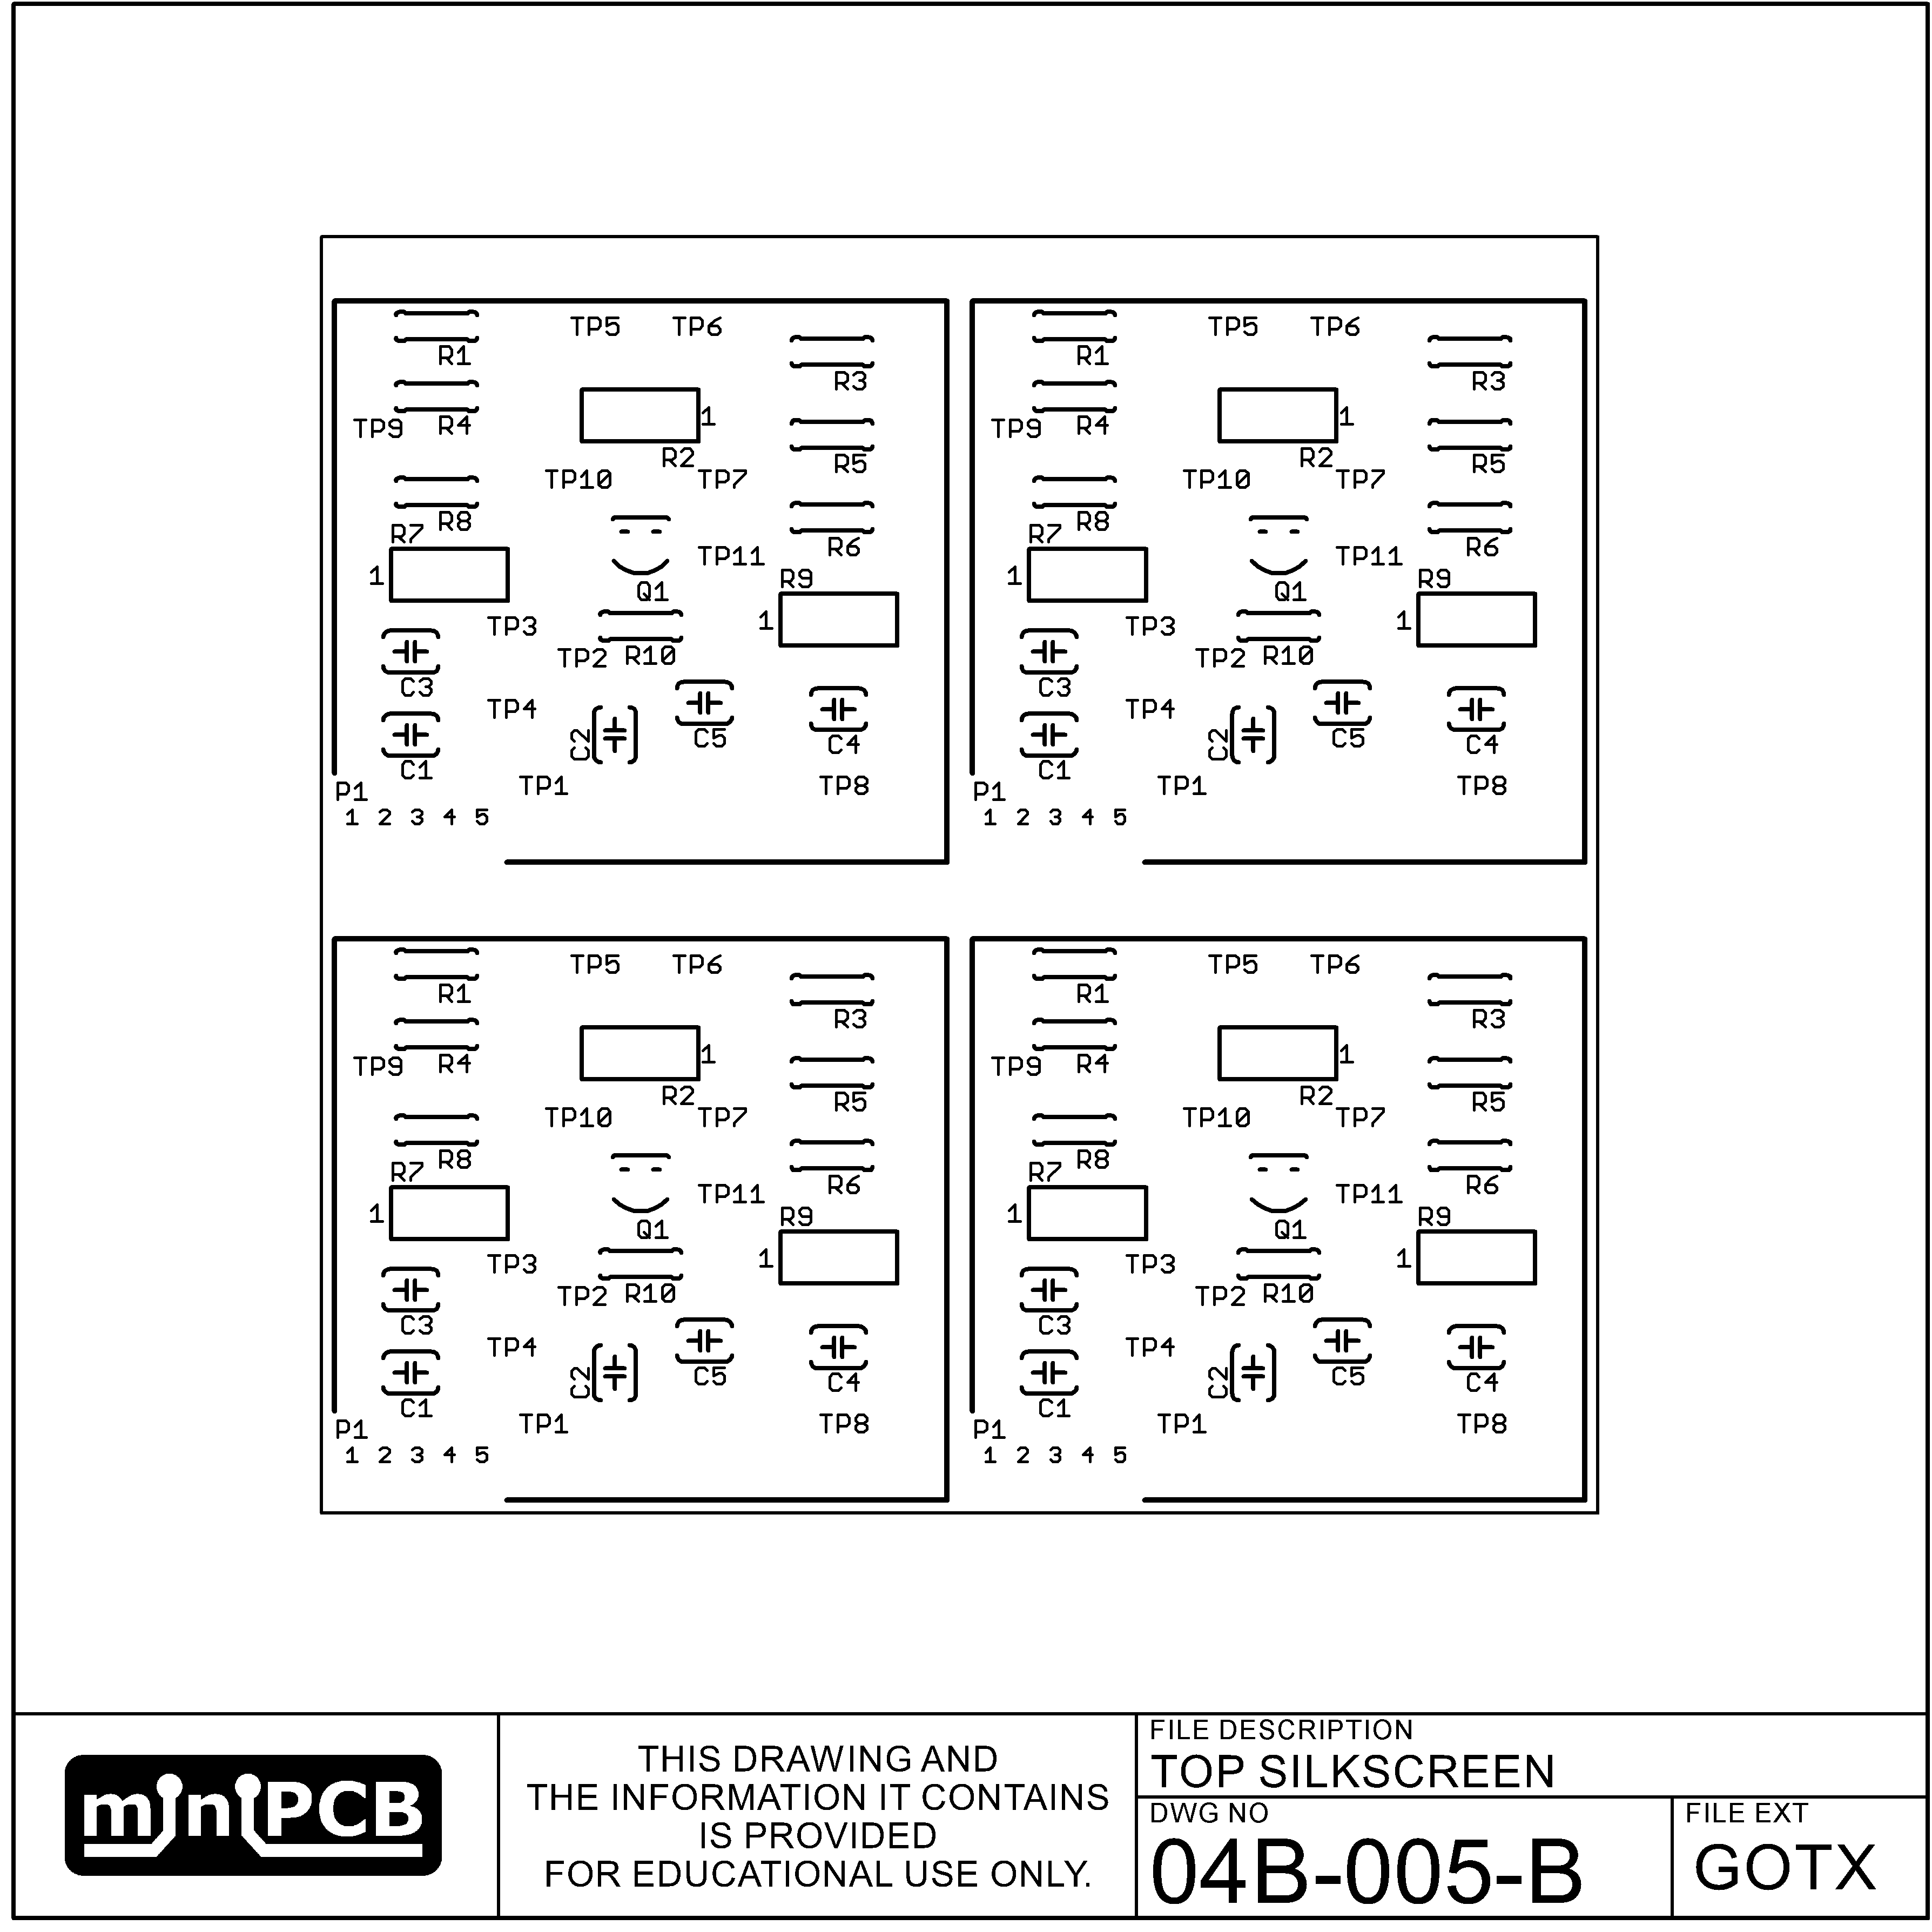 TP5 TP6 TP5 TP6
R1 R1
R3 R3
1 1
TP9 R4 TP9 R4
R2 R5 R2 R5
TP10 TP7 TP10 TP7
R8 R8
R7 R6 R7 R6
TP11 TP11
1 R9 1 R9
Q1 Q1
TP3 1 TP3 1
TP2 R10 TP2 R10
C3 C3
TP4 TP4
C2 C5 C4 C2 C5 C4
C1 C1
P1 TP1 TP8 P1 TP1 TP8
1 2 3 4 5 1 2 3 4 5
TP5 TP6 TP5 TP6
R1 R1
R3 R3
1 1
TP9 R4 TP9 R4
R2 R5 R2 R5
TP10 TP7 TP10 TP7
R8 R8
R7 R6 R7 R6
TP11 TP11
1 R9 1 R9
Q1 Q1
TP3 1 TP3 1
TP2 R10 TP2 R10
C3 C3
TP4 TP4
C2 C5 C4 C2 C5 C4
C1 C1
P1 TP1 TP8 P1 TP1 TP8
1 2 3 4 5 1 2 3 4 5
miniPCB
THIS DRAWING AND
THE INFORMATION IT CONTAINS
IS PROVIDED
FOR EDUCATIONAL USE ONLY.
FILE DESCRIPTION
TOP SILKSCREEN
DWG NO
04B-005-B
FILE EXT
GOTX